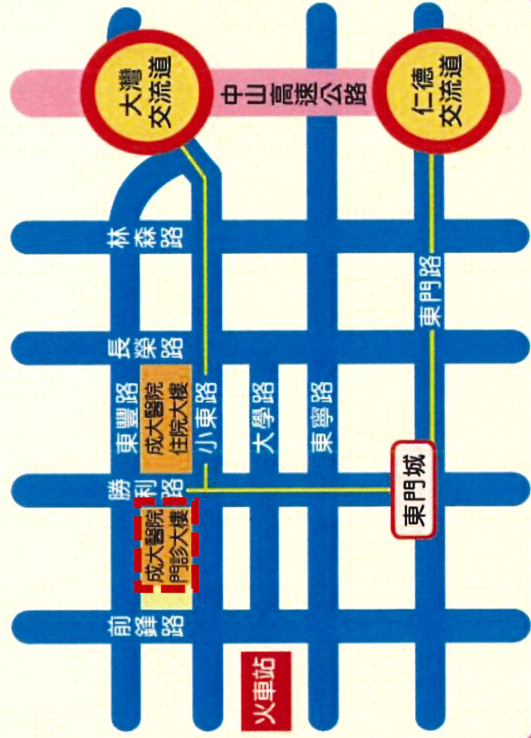 大灣
交流道
中山高速公路
仁德
交流道
林森路
東門路
長榮路
東豐路
成大醫院
住院大樓
小東路
大學路
東寧路
勝利路
成大醫院
門診大樓
東門城
前鋒路
火車站